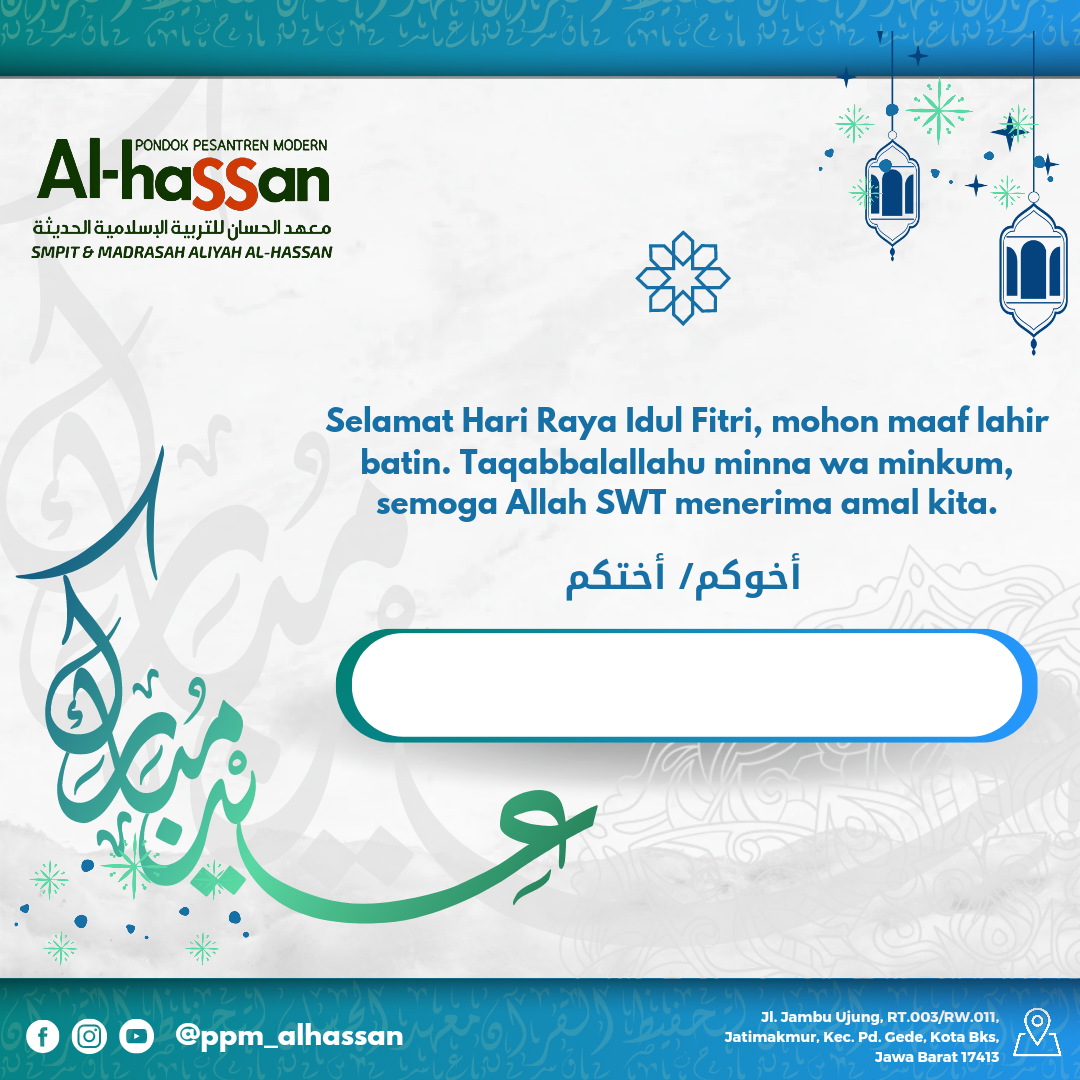 PONDOK PESANTREN MODERN
Al-haSSan
معهد الحسان للتربية الإسلامية الحديثة
SMPIT & MADRASAH ALIYAH AL-HASSAN
Selamat Hari Raya Idul Fitri, mohon maaf lahir
batin. Taqabbalallahu minna wa minkum,
semoga Allah SWT menerima amal kita.
أخوكم/ أختكم
عيد مبارك
@ppm_alhassan
Jl. Jambu Ujung, RT.003/RW.011,
Jatimakmur, Kec. Pd. Gede, Kota Bks,
Jawa Barat 17413